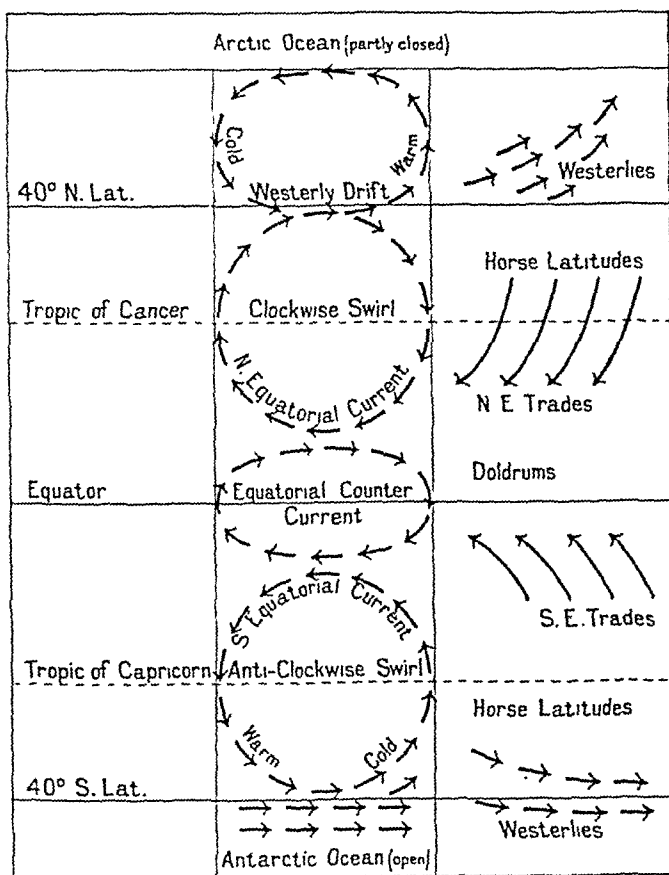 Arctic Ocean (partly closed)
Cold
Warm
Westerlies
40° N. Lat.
Westerly Drift
Horse Latitudes
Tropic of Cancer
Clockwise Swirl
N. Equatorial Current
N E Trades
Doldrums
Equator
Equatorial Counter
Current
S. Equatorial Current
S. E. Trades
Tropic of Capricorn
Anti-Clockwise Swirl
Horse Latitudes
Warm
Cold
40° S. Lat.
Westerlies
Antarctic Ocean (open)